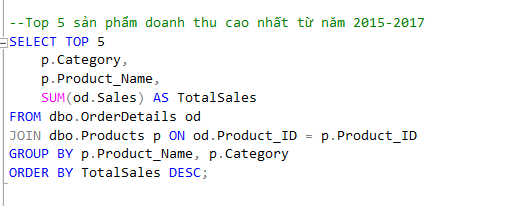 --Top 5 sản phẩm doanh thu cao nhất từ năm 2015-2017
SELECT TOP 5
    p.Category,
    p.Product_Name,
    SUM(od.Sales) AS TotalSales
FROM dbo.OrderDetails od
JOIN dbo.Products p ON od.Product_ID = p.Product_ID
GROUP BY p.Product_Name, p.Category
ORDER BY TotalSales DESC;